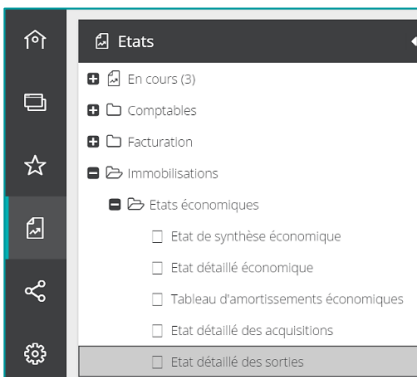 Etats
En cours (3)
Comptables
Facturation
Immobilisations
Etats économiques
Etat de synthèse économique
Etat détaillé économique
Tableau d'amortissements économiques
Etat détaillé des acquisitions
Etat détaillé des sorties